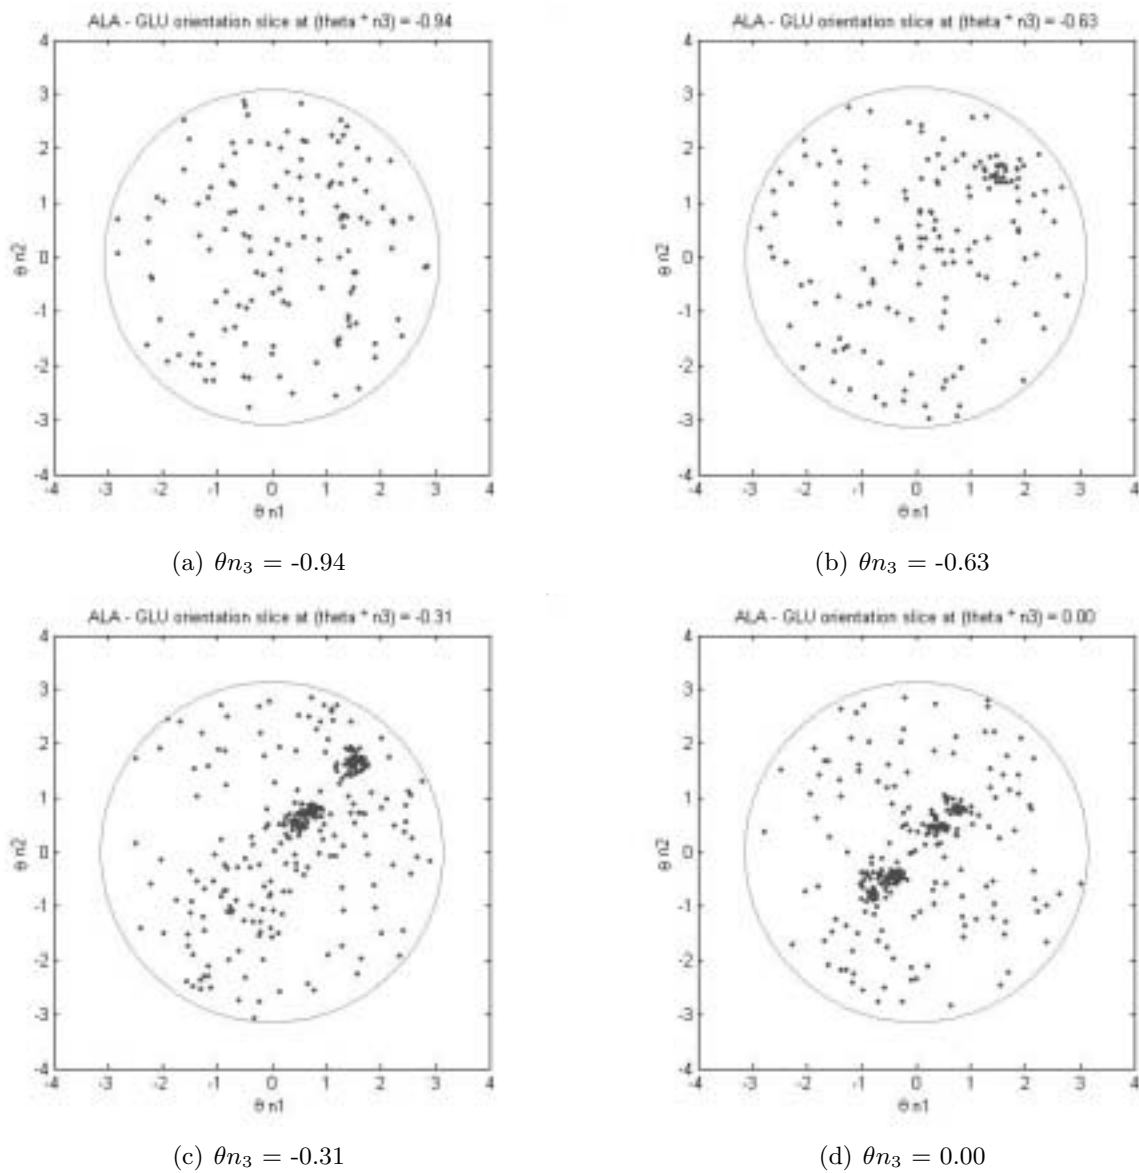 ALA - GLU orientation slice at (theta * n3) = -0.94
4
3
2
1
0
-1
-2
-3
-4
θ n2
-4 -3 -2 -1 0 1 2 3 4
θ n1
(a) θn₃ = -0.94
ALA - GLU orientation slice at (theta * n3) = -0.63
4
3
2
1
0
-1
-2
-3
-4
θ n2
-4 -3 -2 -1 0 1 2 3 4
θ n1
(b) θn₃ = -0.63
ALA - GLU orientation slice at (theta * n3) = -0.31
4
3
2
1
0
-1
-2
-3
-4
θ n2
-4 -3 -2 -1 0 1 2 3 4
θ n1
(c) θn₃ = -0.31
ALA - GLU orientation slice at (theta * n3) = 0.00
4
3
2
1
0
-1
-2
-3
-4
θ n2
-4 -3 -2 -1 0 1 2 3 4
θ n1
(d) θn₃ = 0.00